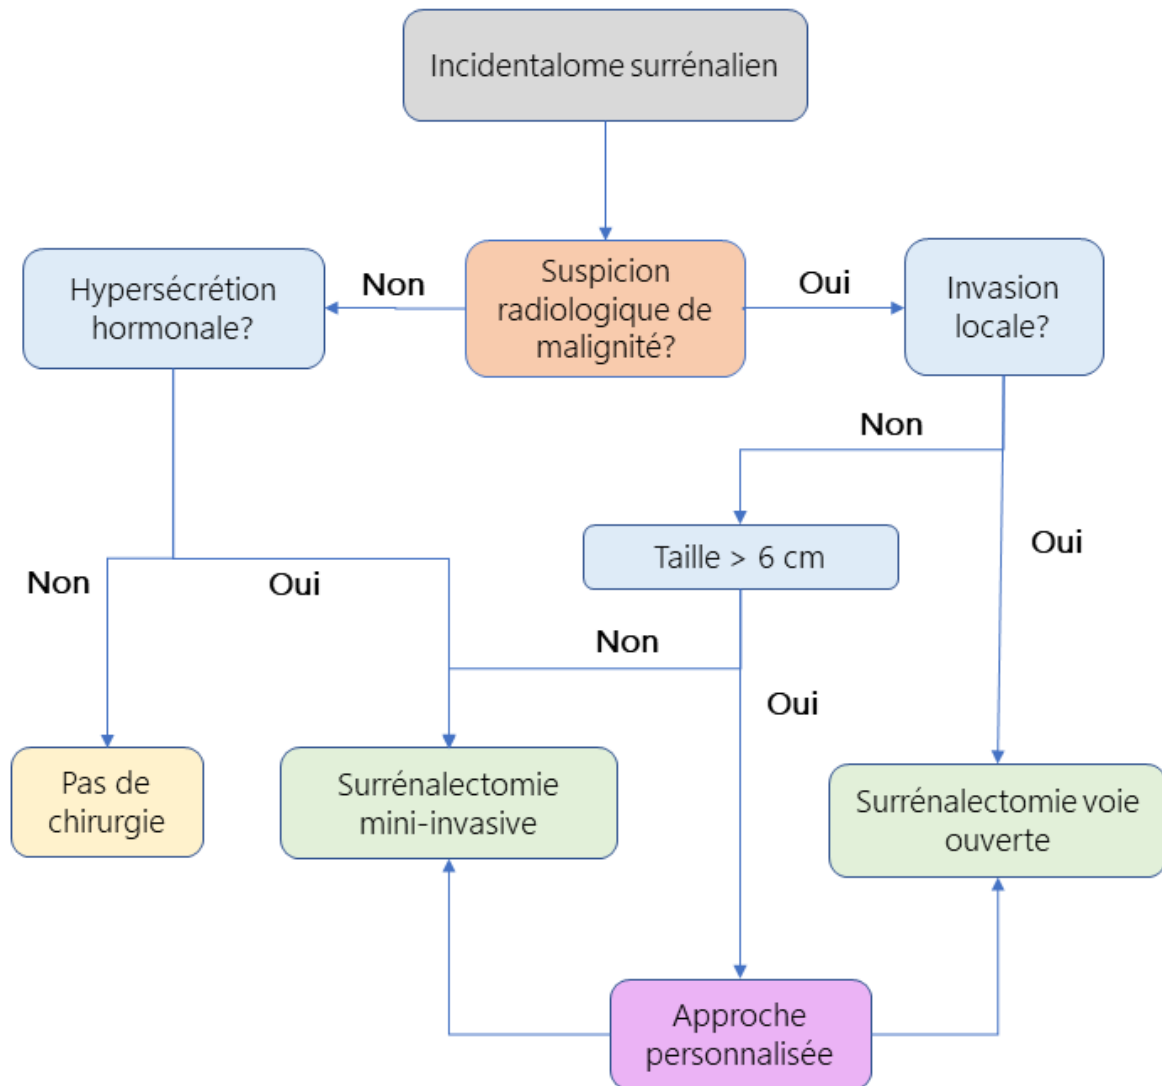 Incidentalome surrénalien
Hypersécrétion
hormonale?
Non
Suspicion
radiologique de
malignité?
Oui
Invasion
locale?
Non
Taille > 6 cm
Oui
Non
Oui
Non
Oui
Pas de
chirurgie
Surrénalectomie
mini-invasive
Surrénalectomie voie
ouverte
Approche
personnalisée